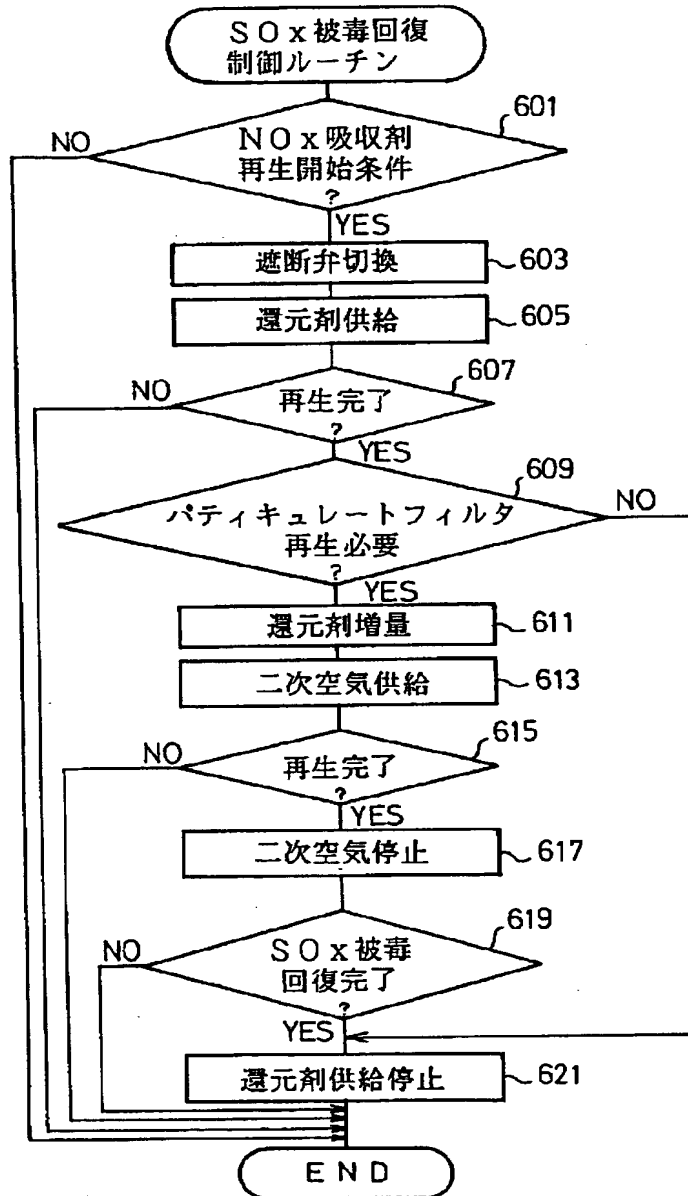 SOx被毒回復
制御ルーチン
601
NO
NOx吸収剤
再生開始条件
?
YES
遮断弁切換
603
還元剤供給
605
607
NO
再生完了
?
YES
609
NO
パティキュレートフィルタ
再生必要
?
YES
還元剤増量
611
二次空気供給
613
615
NO
再生完了
?
YES
二次空気停止
617
619
NO
SOx被毒
回復完了
?
YES
還元剤供給停止
621
END